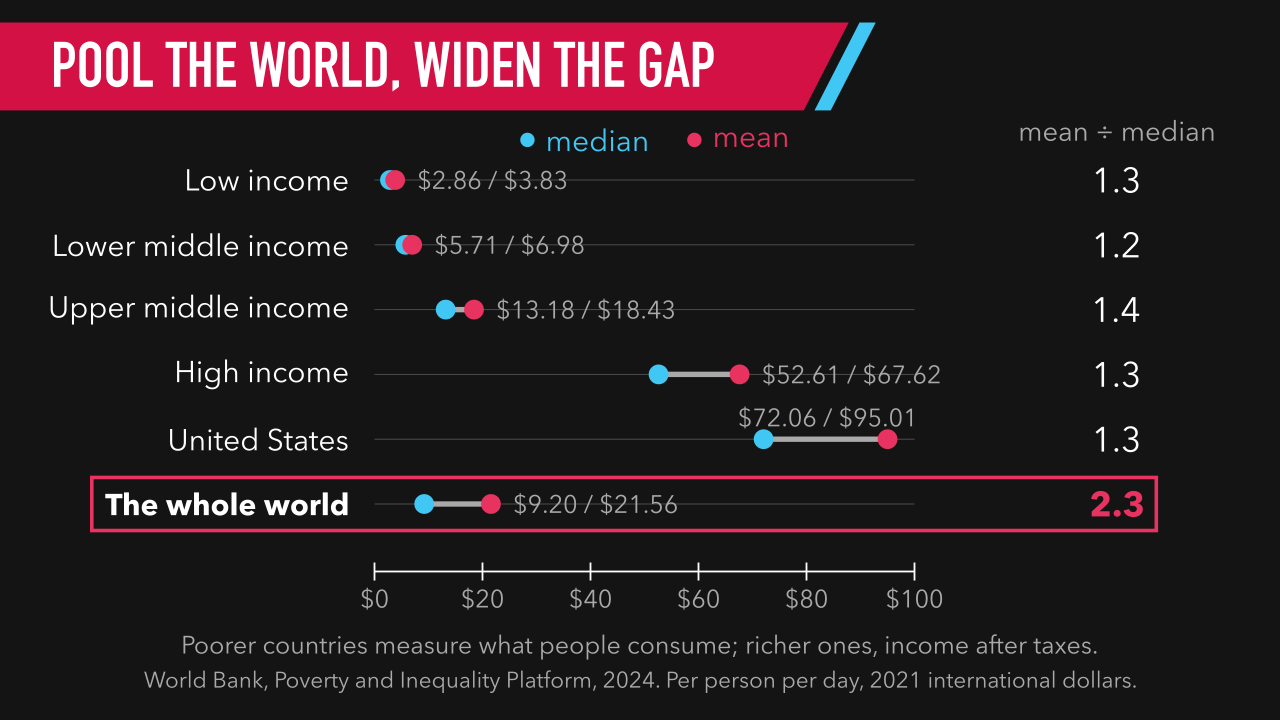 POOL THE WORLD, WIDEN THE GAP
median mean mean ÷ median
Low income $2.86 / $3.83 1.3
Lower middle income $5.71 / $6.98 1.2
Upper middle income $13.18 / $18.43 1.4
High income $52.61 / $67.62 1.3
United States $72.06 / $95.01 1.3
The whole world $9.20 / $21.56 2.3
$0 $20 $40 $60 $80 $100
Poorer countries measure what people consume; richer ones, income after taxes.
World Bank, Poverty and Inequality Platform, 2024. Per person per day, 2021 international dollars.